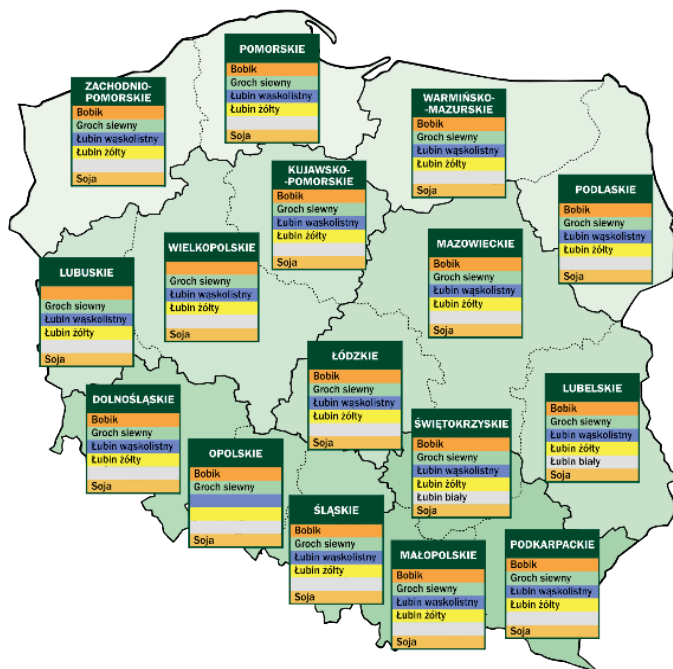 POMORSKIE
Bobik
Groch siewny
Łubin wąskolistny
Łubin żółty
Soja
ZACHODNIO-
POMORSKIE
Bobik
Groch siewny
Łubin wąskolistny
Łubin żółty
Soja
WARMIŃSKO-
-MAZURSKIE
Bobik
Groch siewny
Łubin wąskolistny
Łubin żółty
Soja
KUJAWSKO-
-POMORSKIE
Bobik
Groch siewny
Łubin wąskolistny
Łubin żółty
Soja
PODLASKIE
Bobik
Groch siewny
Łubin wąskolistny
Łubin żółty
Soja
WIELKOPOLSKIE
Groch siewny
Łubin wąskolistny
Łubin żółty
Soja
MAZOWIECKIE
Bobik
Groch siewny
Łubin wąskolistny
Łubin żółty
Soja
LUBUSKIE
Groch siewny
Łubin wąskolistny
Łubin żółty
Soja
ŁÓDZKIE
Bobik
Groch siewny
Łubin wąskolistny
Łubin żółty
Soja
LUBELSKIE
Bobik
Groch siewny
Łubin wąskolistny
Łubin żółty
Łubin biały
Soja
DOLNOŚLĄSKIE
Bobik
Groch siewny
Łubin wąskolistny
Łubin żółty
Soja
ŚWIĘTOKRZYSKIE
Bobik
Groch siewny
Łubin wąskolistny
Łubin żółty
Łubin biały
Soja
OPOLSKIE
Bobik
Groch siewny
Soja
ŚLĄSKIE
Bobik
Groch siewny
Łubin wąskolistny
Łubin żółty
Soja
MAŁOPOLSKIE
Bobik
Groch siewny
Łubin wąskolistny
Łubin żółty
Soja
PODKARPACKIE
Bobik
Groch siewny
Łubin wąskolistny
Łubin żółty
Soja